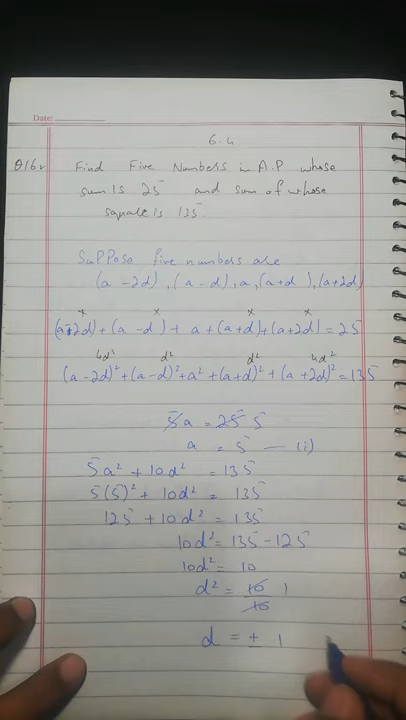 Date:
6.4
Q16. Find Five Numbers in A.P whose
sum is 25 and sum of whose
squale is 135.
SuPPose five numbers are
(a - 2d), (a - d), a, (a + d), (a + 2d)
(a - 2d) + (a - d) + a + (a + d) + (a + 2d) = 25
4d² d² d² 4d²
(a - 2d)² + (a - d)² + a² + (a + d)² + (a + 2d)² = 135
5a = 25 5
a = 5 — (i)
5a² + 10d² = 135
5(5)² + 10d² = 135
125 + 10d² = 135
10d² = 135 - 125
10d² = 10
d² = 10/10 1
d = ± 1